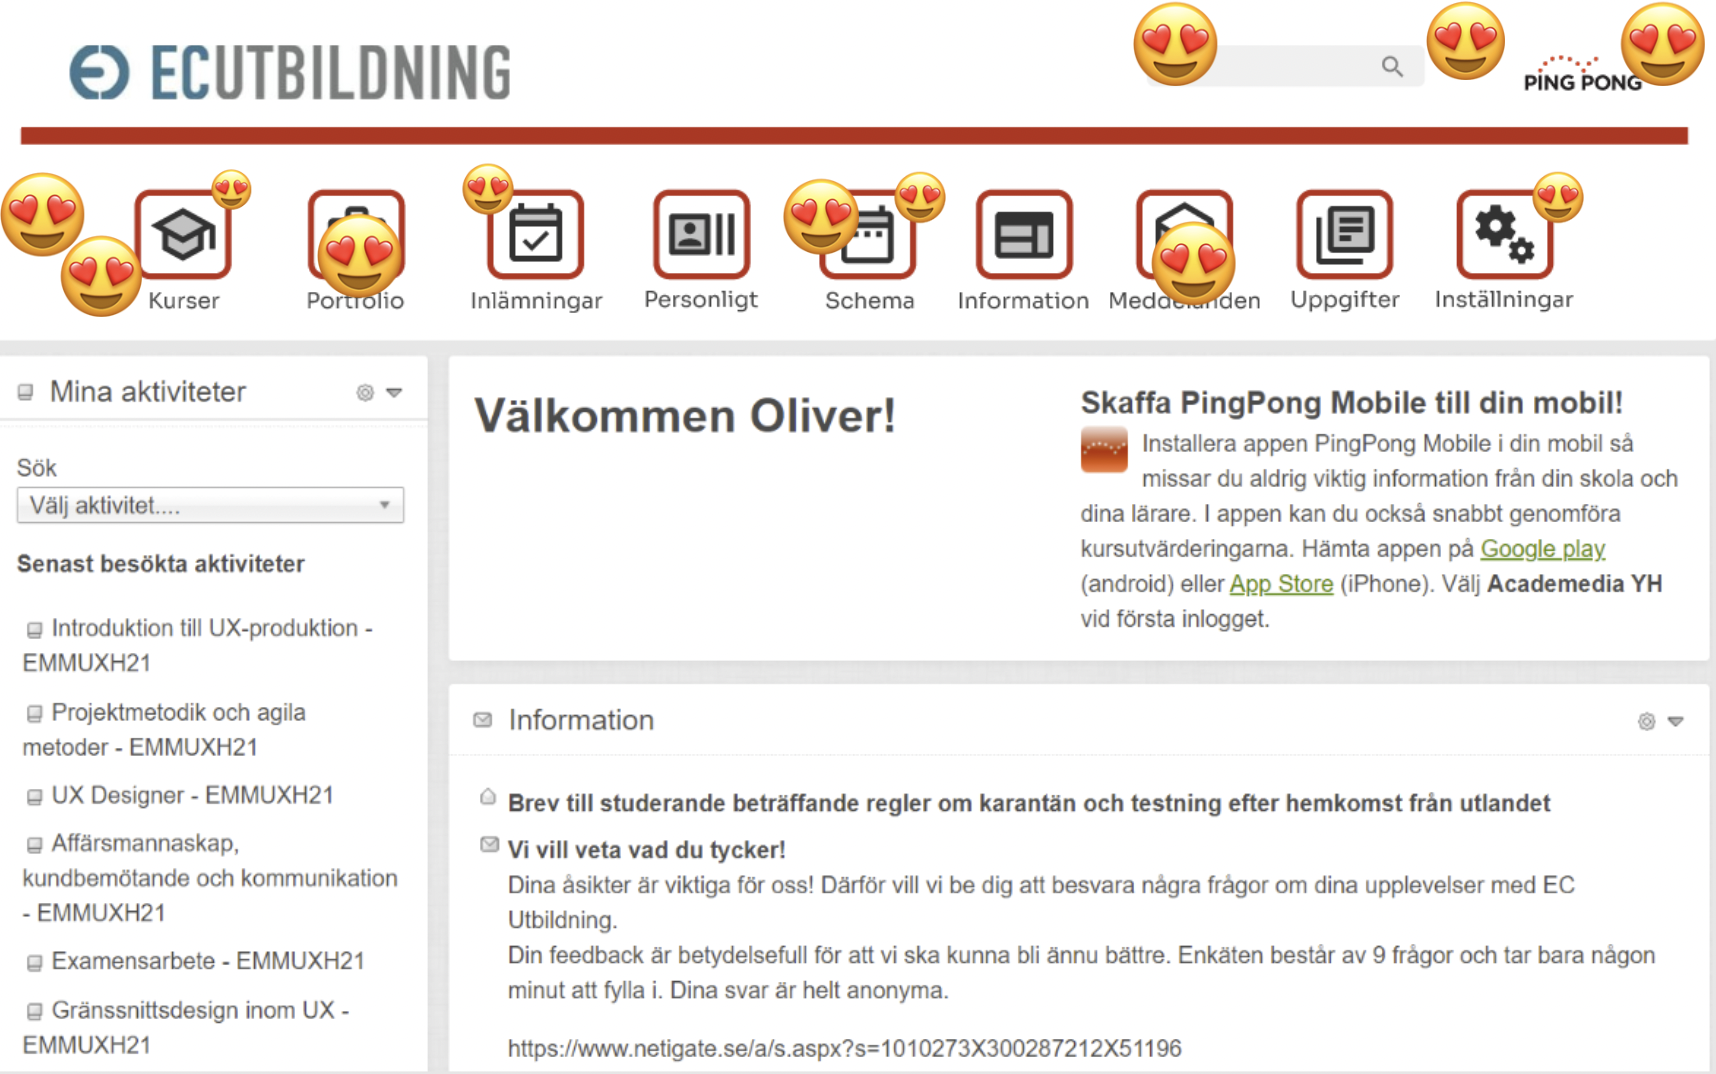 ECUTBILDNING
PING PONG
Kurser
Portfolio
Inlämningar
Personligt
Schema
Information
Meddelanden
Uppgifter
Inställningar
Mina aktiviteter
Sök
Välj aktivitet....
Senast besökta aktiviteter
Introduktion till UX-produktion -
EMMUXH21
Projektmetodik och agila
metoder - EMMUXH21
UX Designer - EMMUXH21
Affärsmannaskap,
kundbemötande och kommunikation
- EMMUXH21
Examensarbete - EMMUXH21
Gränssnittsdesign inom UX -
EMMUXH21
Välkommen Oliver!
Skaffa PingPong Mobile till din mobil!
Installera appen PingPong Mobile i din mobil så
missar du aldrig viktig information från din skola och
dina lärare. I appen kan du också snabbt genomföra
kursutvärderingarna. Hämta appen på Google play
(android) eller App Store (iPhone). Välj Academedia YH
vid första inlogget.
Information
Brev till studerande beträffande regler om karantän och testning efter hemkomst från utlandet
Vi vill veta vad du tycker!
Dina åsikter är viktiga för oss! Därför vill vi be dig att besvara några frågor om dina upplevelser med EC
Utbildning.
Din feedback är betydelsefull för att vi ska kunna bli ännu bättre. Enkäten består av 9 frågor och tar bara någon
minut att fylla i. Dina svar är helt anonyma.
https://www.netigate.se/a/s.aspx?s=1010273X300287212X51196